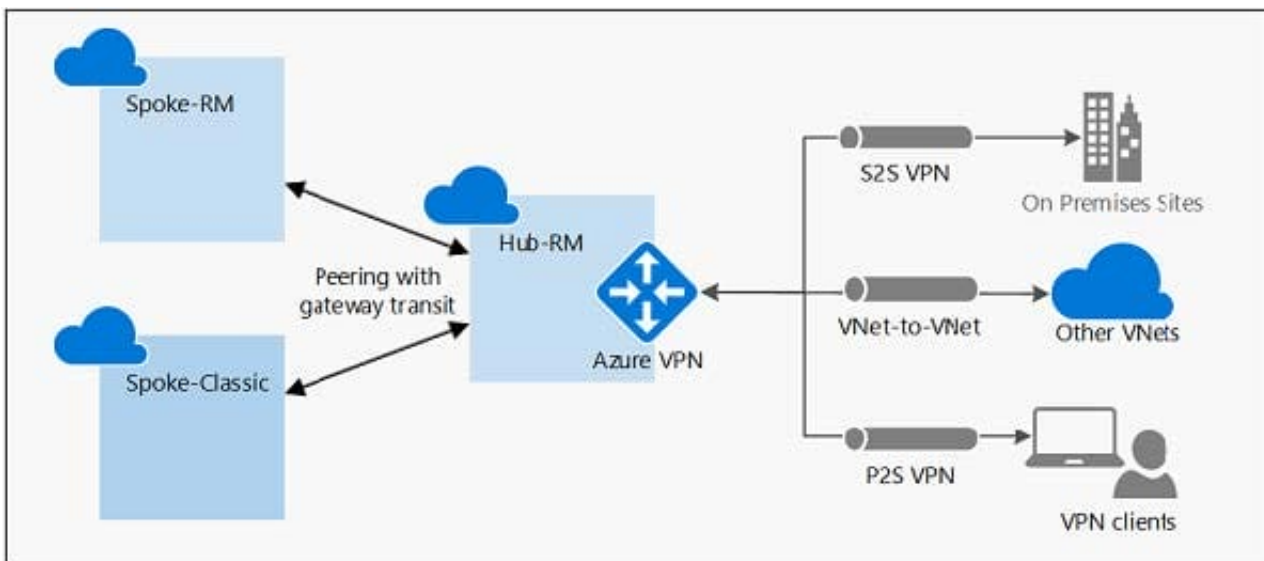 Spoke-RM
Hub-RM
Peering with
gateway transit
Spoke-Classic
Azure VPN
S2S VPN
On Premises Sites
VNet-to-VNet
Other VNets
P2S VPN
VPN clients